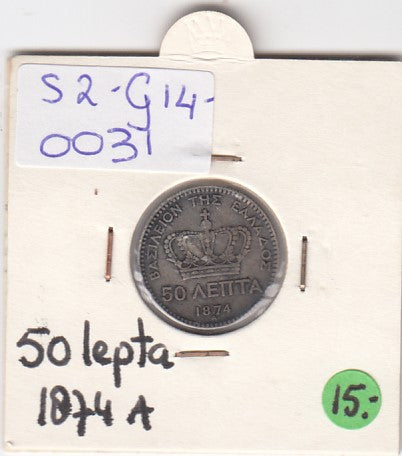 S2-G14-
0031
ΒΑΣΙΛΕΙΟΝ ΤΗΣ ΕΛΛΑΔΟΣ
50 ΛΕΠΤΑ
1874
50 lepta
1874 A
15.-